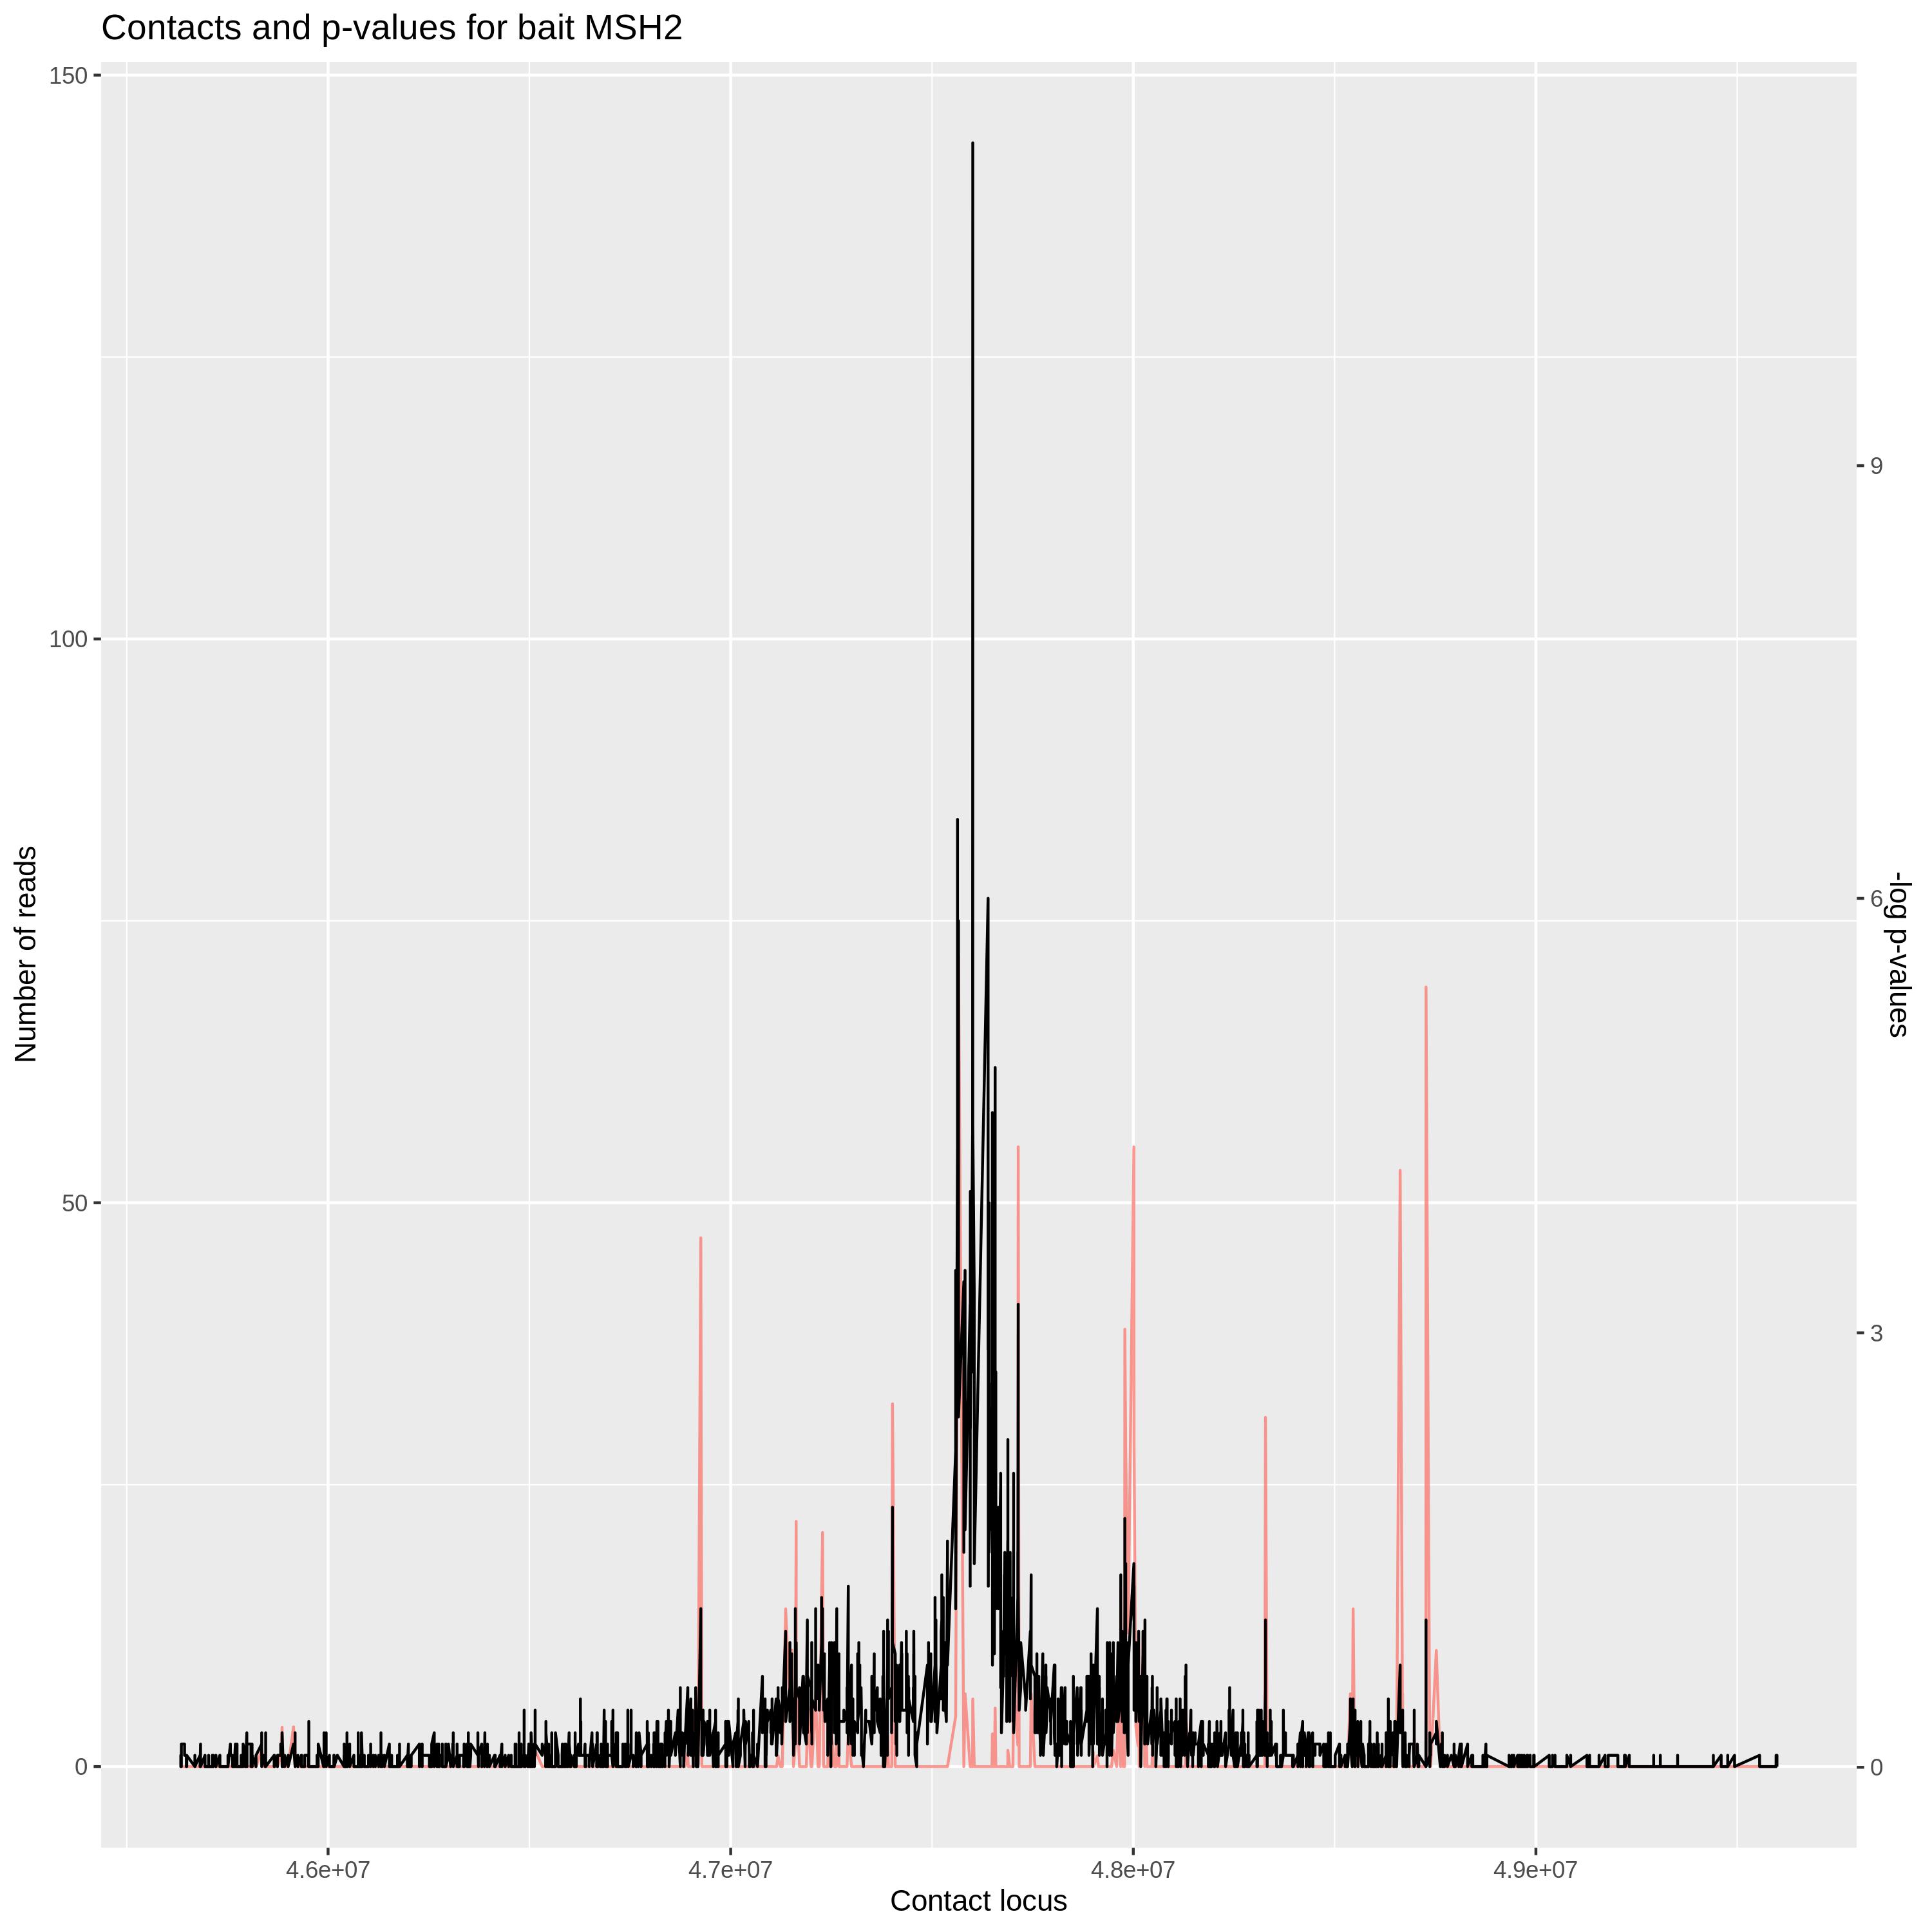 Contacts and p-values for bait MSH2
150
100
50
0
Number of reads
9
6
3
0
-log p-values
4.6e+07
4.7e+07
4.8e+07
4.9e+07
Contact locus